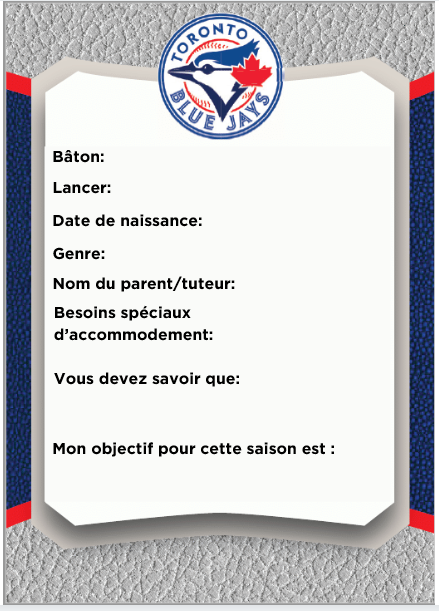 TORONTO
BLUE JAYS
Bâton:
Lancer:
Date de naissance:
Genre:
Nom du parent/tuteur:
Besoins spéciaux
d'accommodement:
Vous devez savoir que:
Mon objectif pour cette saison est :